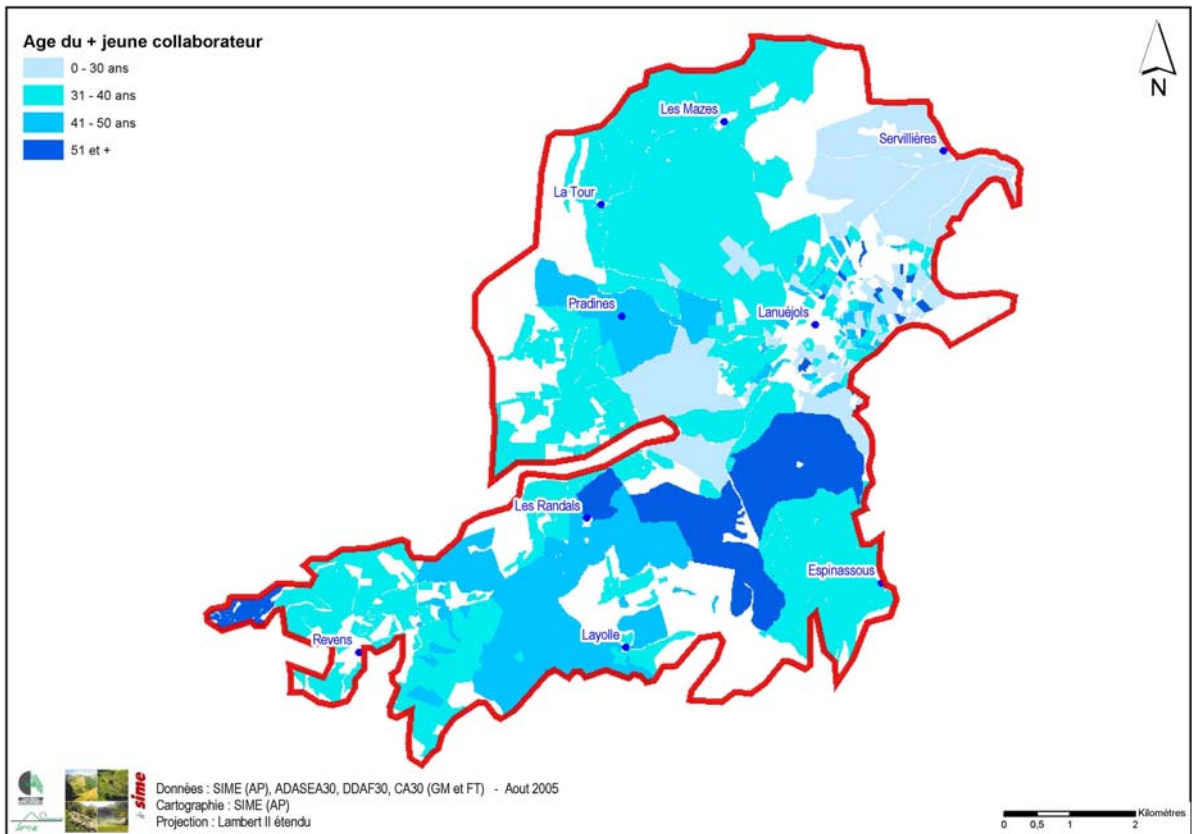 Age du + jeune collaborateur
0 - 30 ans
31 - 40 ans
41 - 50 ans
51 et +
N
Les Mazes
Servillières
La Tour
Pradines
Lanuéjols
Les Randals
Espinassous
Revens
Layolle
sime
Données : SIME (AP), ADASEA30, DDAF30, CA30 (GM et FT) - Aout 2005
Cartographie : SIME (AP)
Projection : Lambert II étendu
Kilomètres
0 0,5 1 2